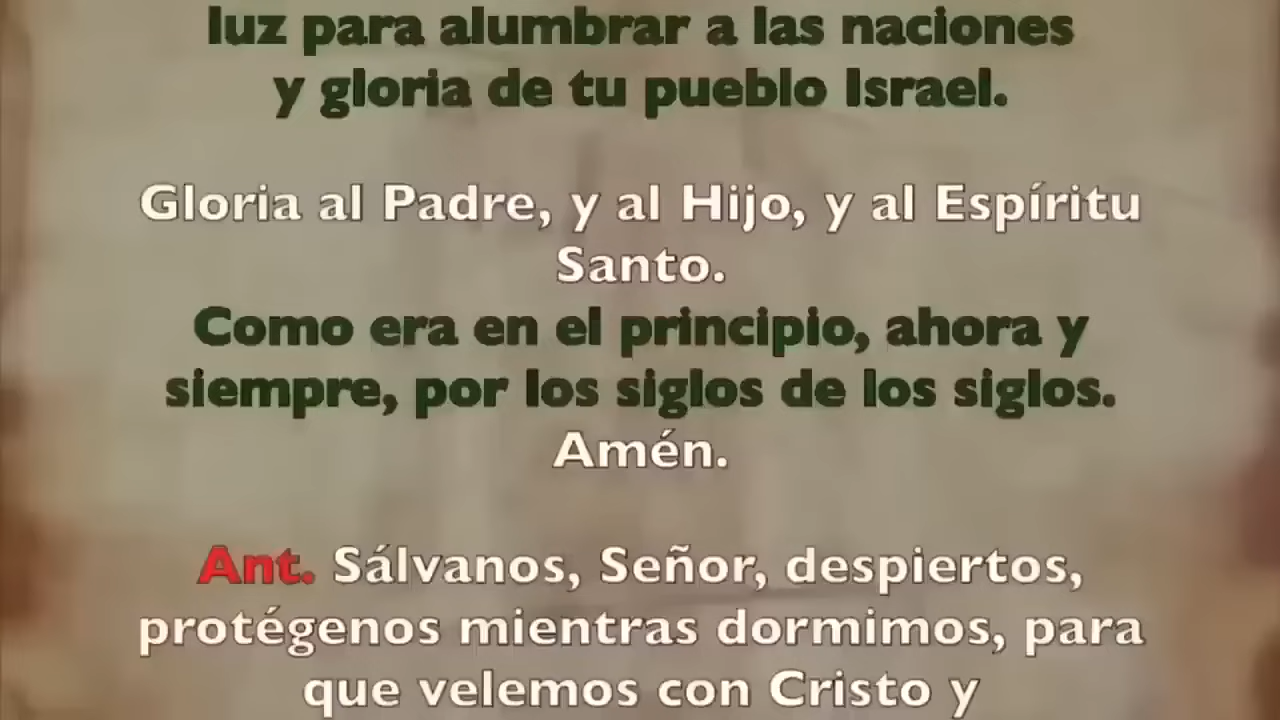 luz para alumbrar a las naciones
y gloria de tu pueblo Israel.
Gloria al Padre, y al Hijo, y al Espíritu
Santo.
Como era en el principio, ahora y
siempre, por los siglos de los siglos.
Amén.
Ant. Sálvanos, Señor, despiertos,
protégenos mientras dormimos, para
que velemos con Cristo y